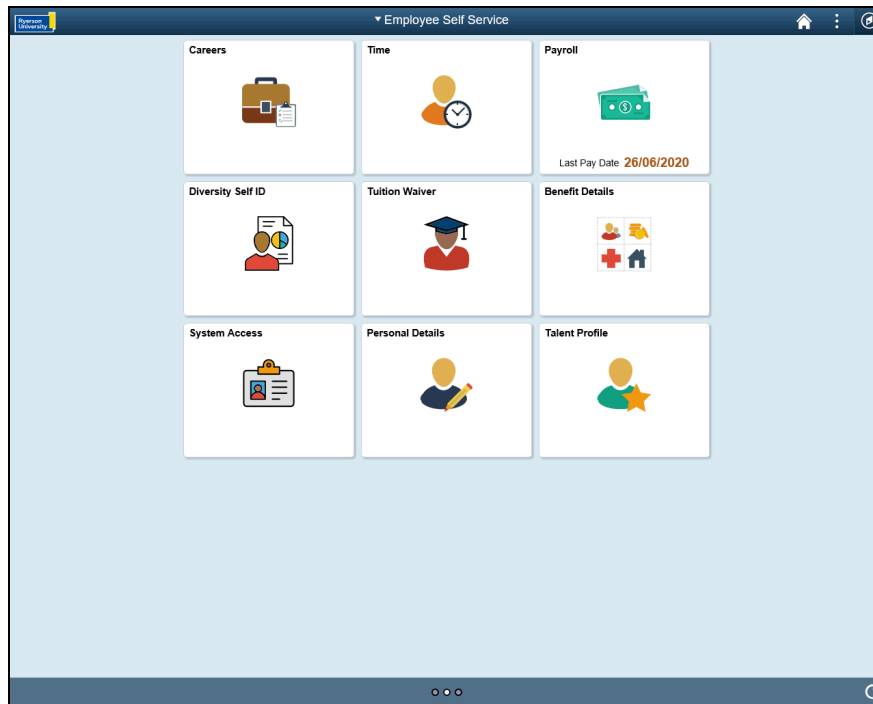 Ryerson
University
Employee Self Service
Careers
Time
Payroll
Last Pay Date 26/06/2020
Diversity Self ID
Tuition Waiver
Benefit Details
System Access
Personal Details
Talent Profile